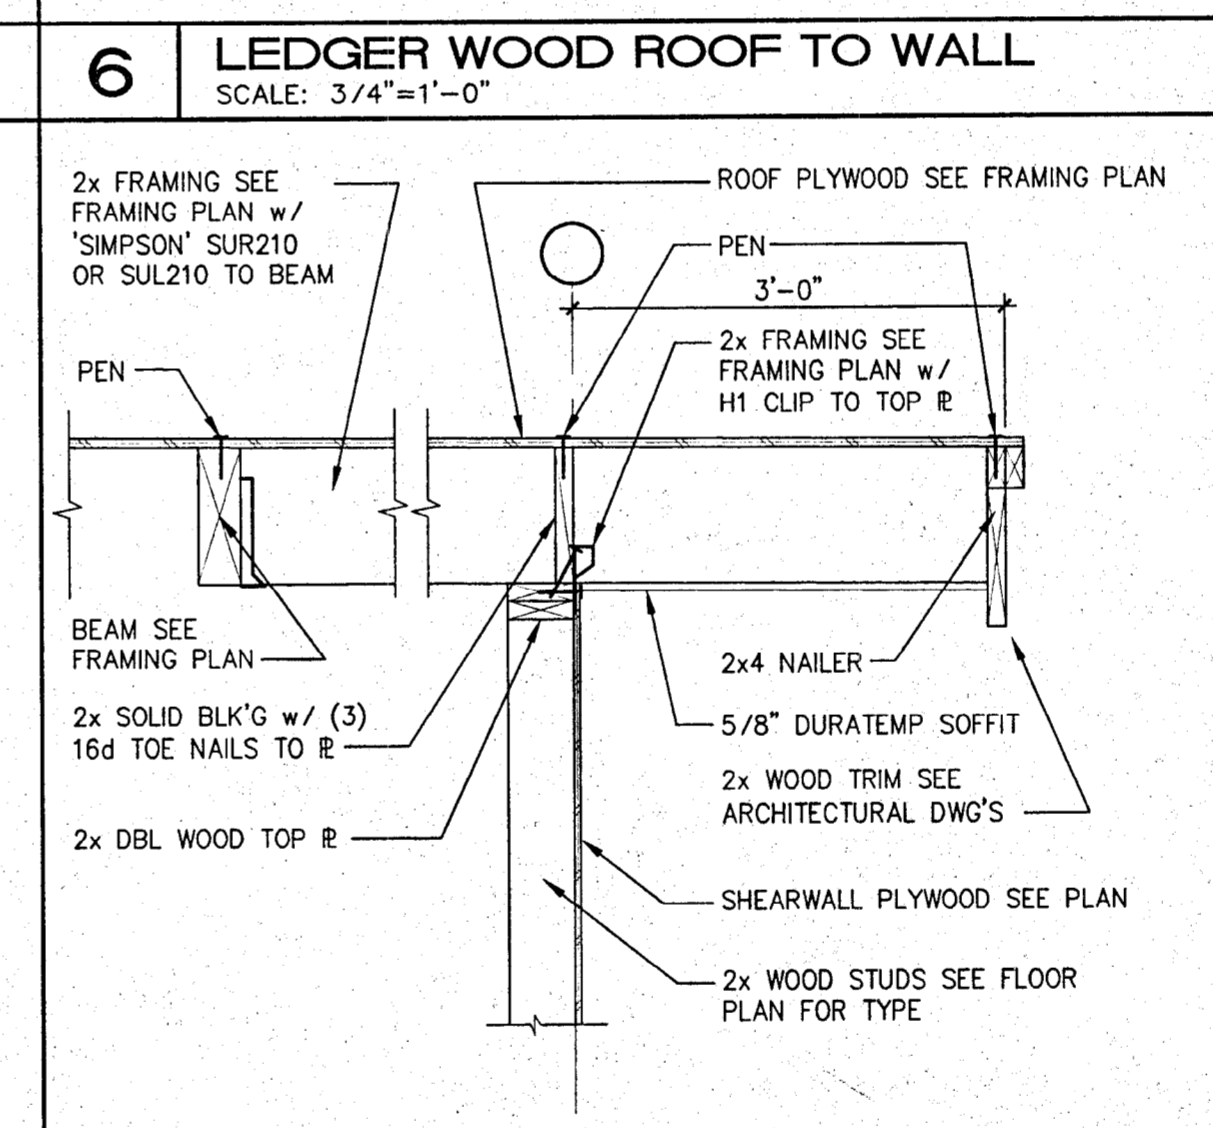 6
LEDGER WOOD ROOF TO WALL
SCALE: 3/4"=1'-0"
2x FRAMING SEE
FRAMING PLAN w/
'SIMPSON' SUR210
OR SUL210 TO BEAM
ROOF PLYWOOD SEE FRAMING PLAN
PEN
3'-0"
2x FRAMING SEE
FRAMING PLAN w/
H1 CLIP TO TOP PL
PEN
BEAM SEE
FRAMING PLAN
2x4 NAILER
2x SOLID BLK'G w/ (3)
16d TOE NAILS TO PL
5/8" DURATEMP SOFFIT
2x WOOD TRIM SEE
ARCHITECTURAL DWG'S
2x DBL WOOD TOP PL
SHEARWALL PLYWOOD SEE PLAN
2x WOOD STUDS SEE FLOOR
PLAN FOR TYPE